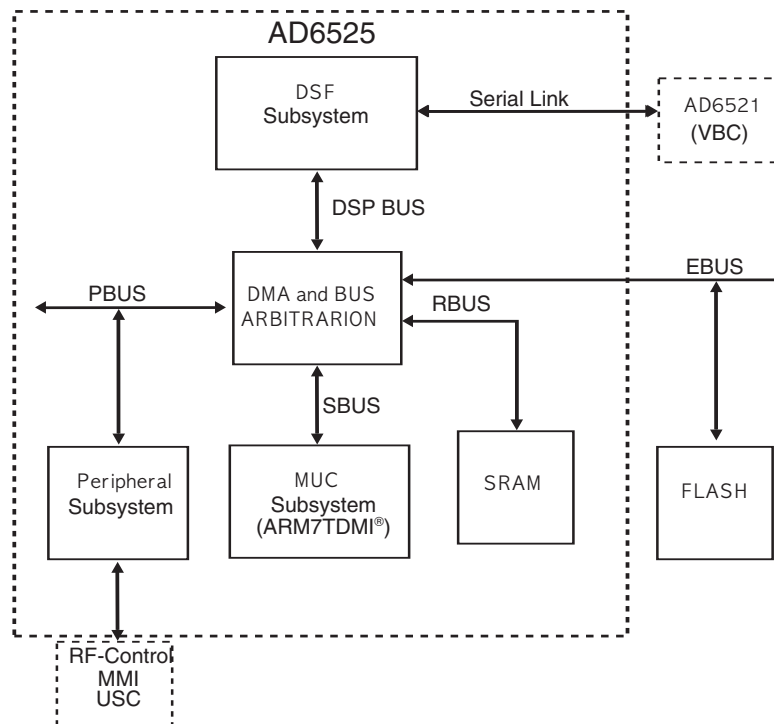 AD6525
DSF
Subsystem
Serial Link
AD6521
(VBC)
DSP BUS
EBUS
PBUS
DMA and BUS
ARBITRARION
RBUS
SBUS
Peripheral
Subsystem
MUC
Subsystem
(ARM7TDMI®)
SRAM
FLASH
RF-Control
MMI
USC